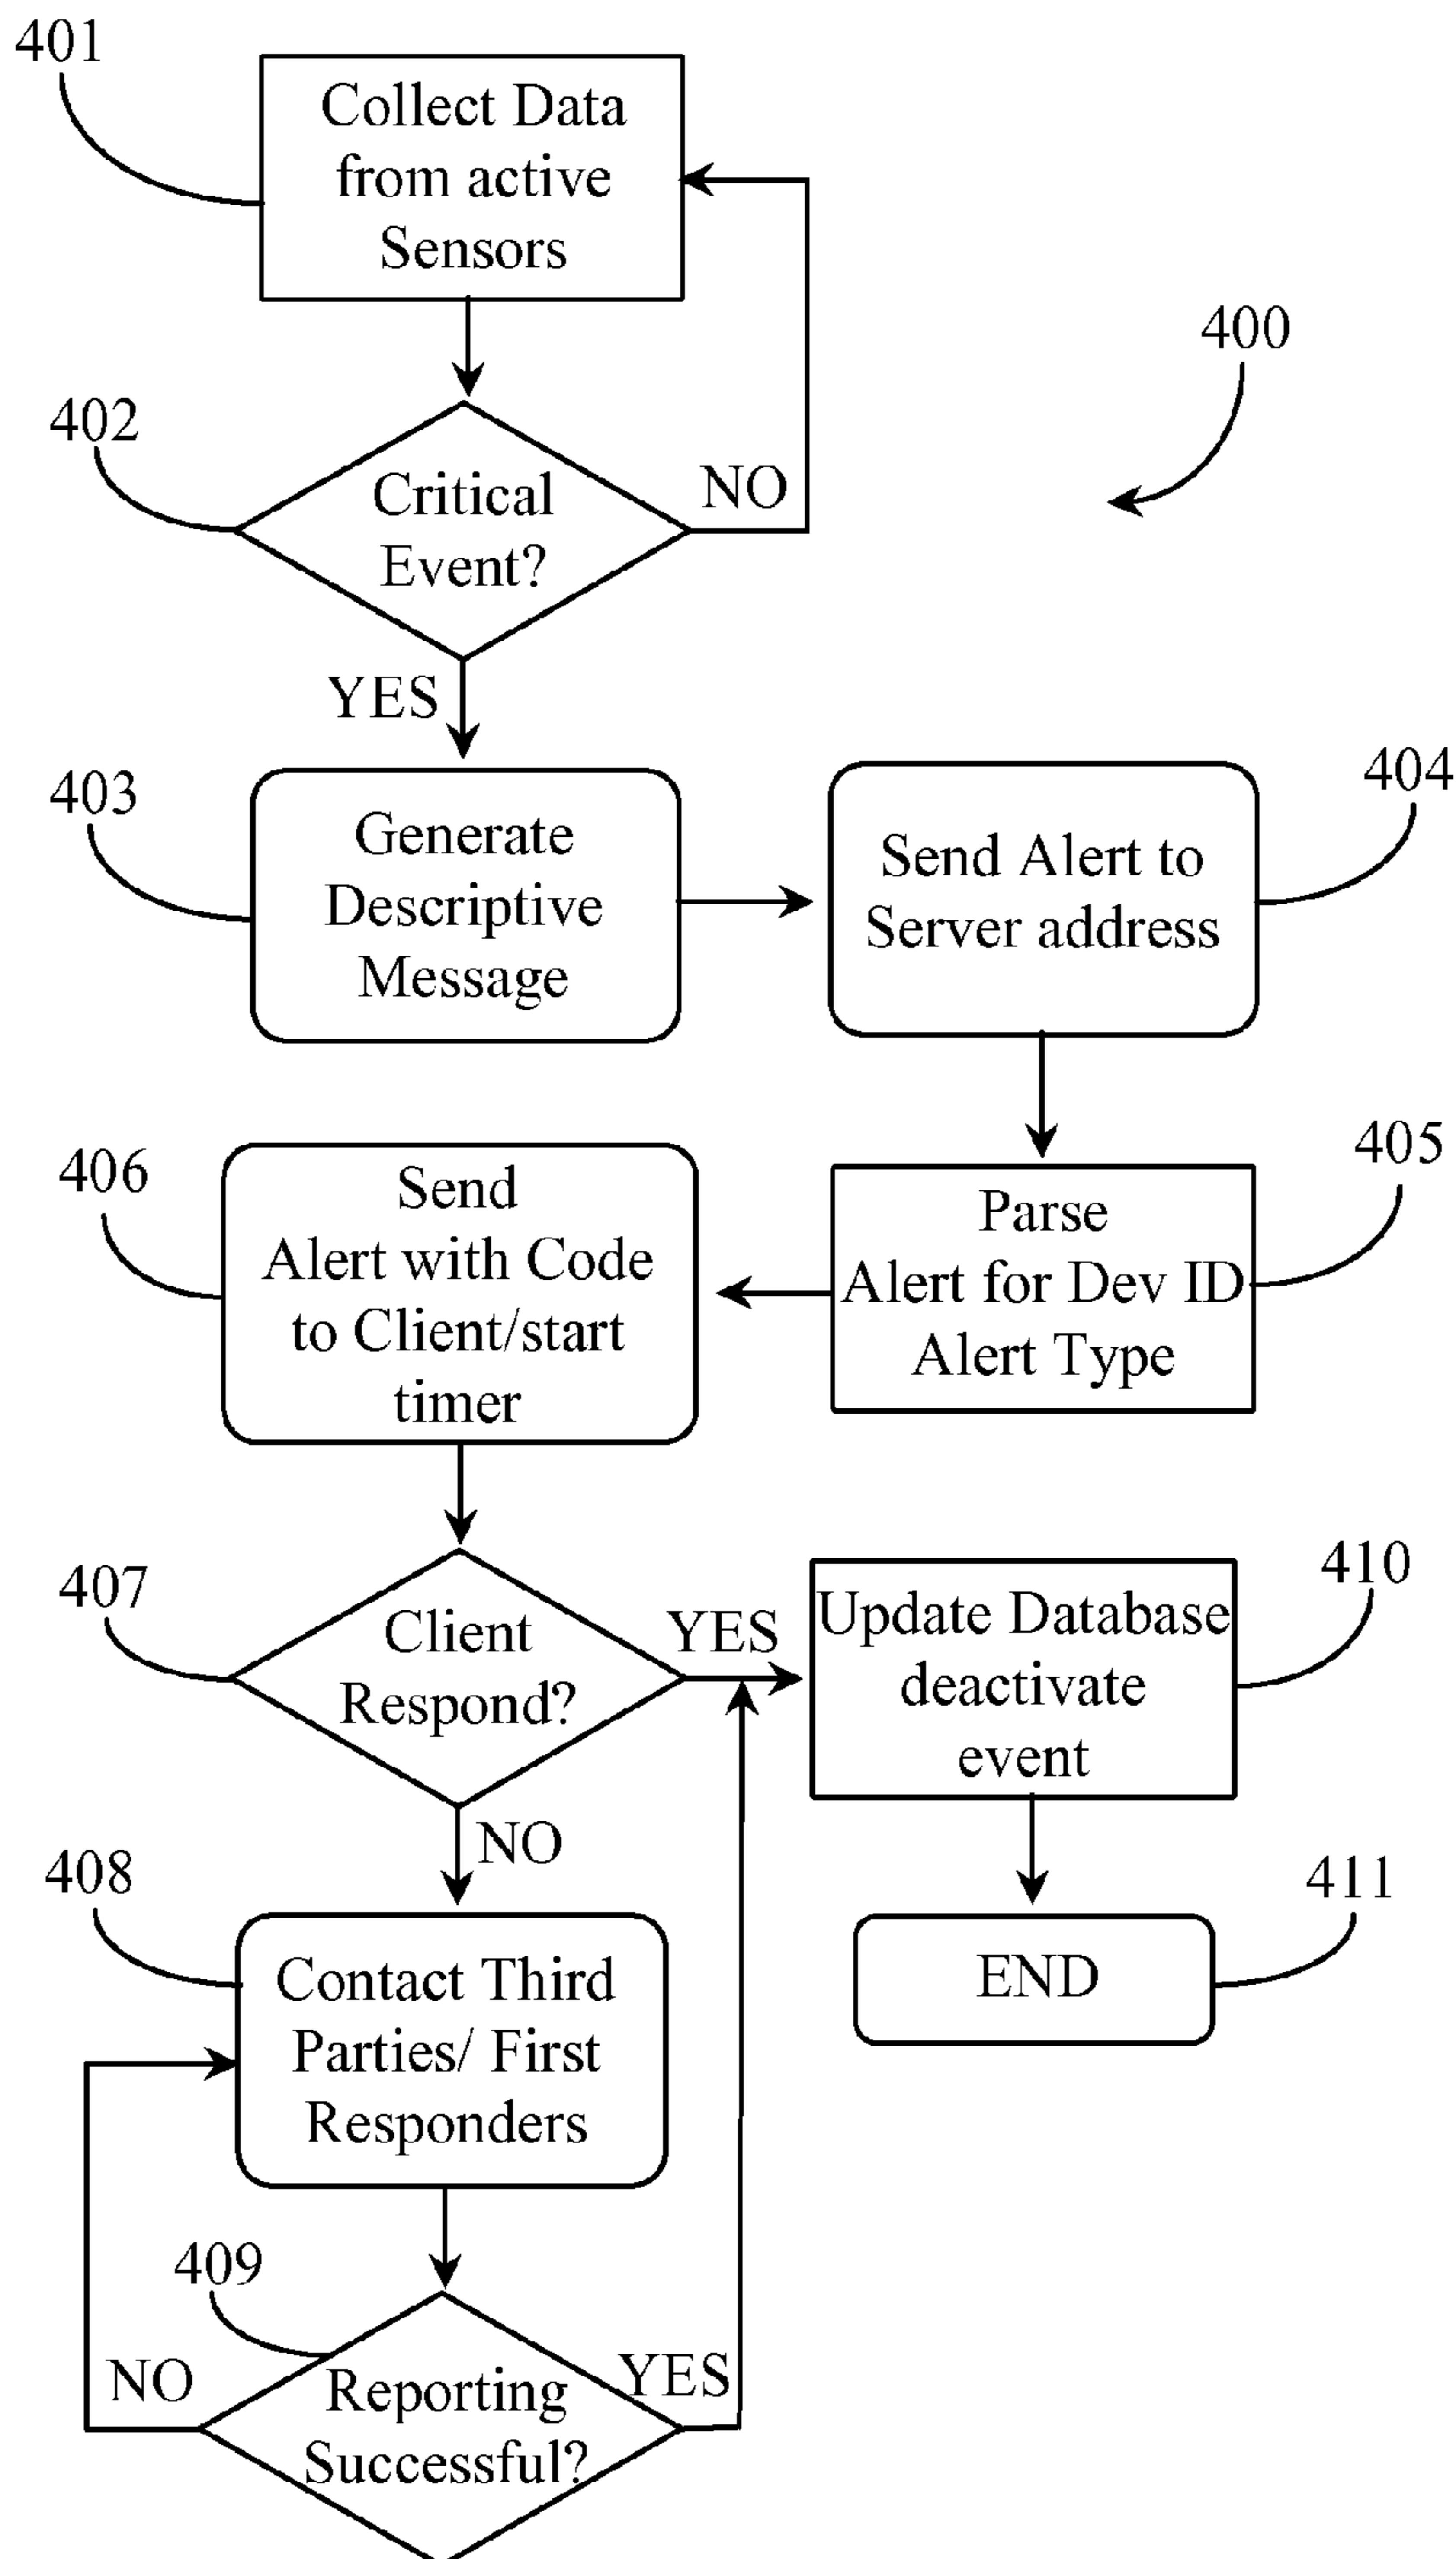 401
Collect Data
from active
Sensors
400
402
Critical
Event?
NO
YES
403
Generate
Descriptive
Message
404
Send Alert to
Server address
406
Send
Alert with Code
to Client/start
timer
405
Parse
Alert for Dev ID
Alert Type
407
Client
Respond?
YES
410
Update Database
deactivate
event
NO
408
Contact Third
Parties/ First
Responders
411
END
409
NO
Reporting
Successful?
YES